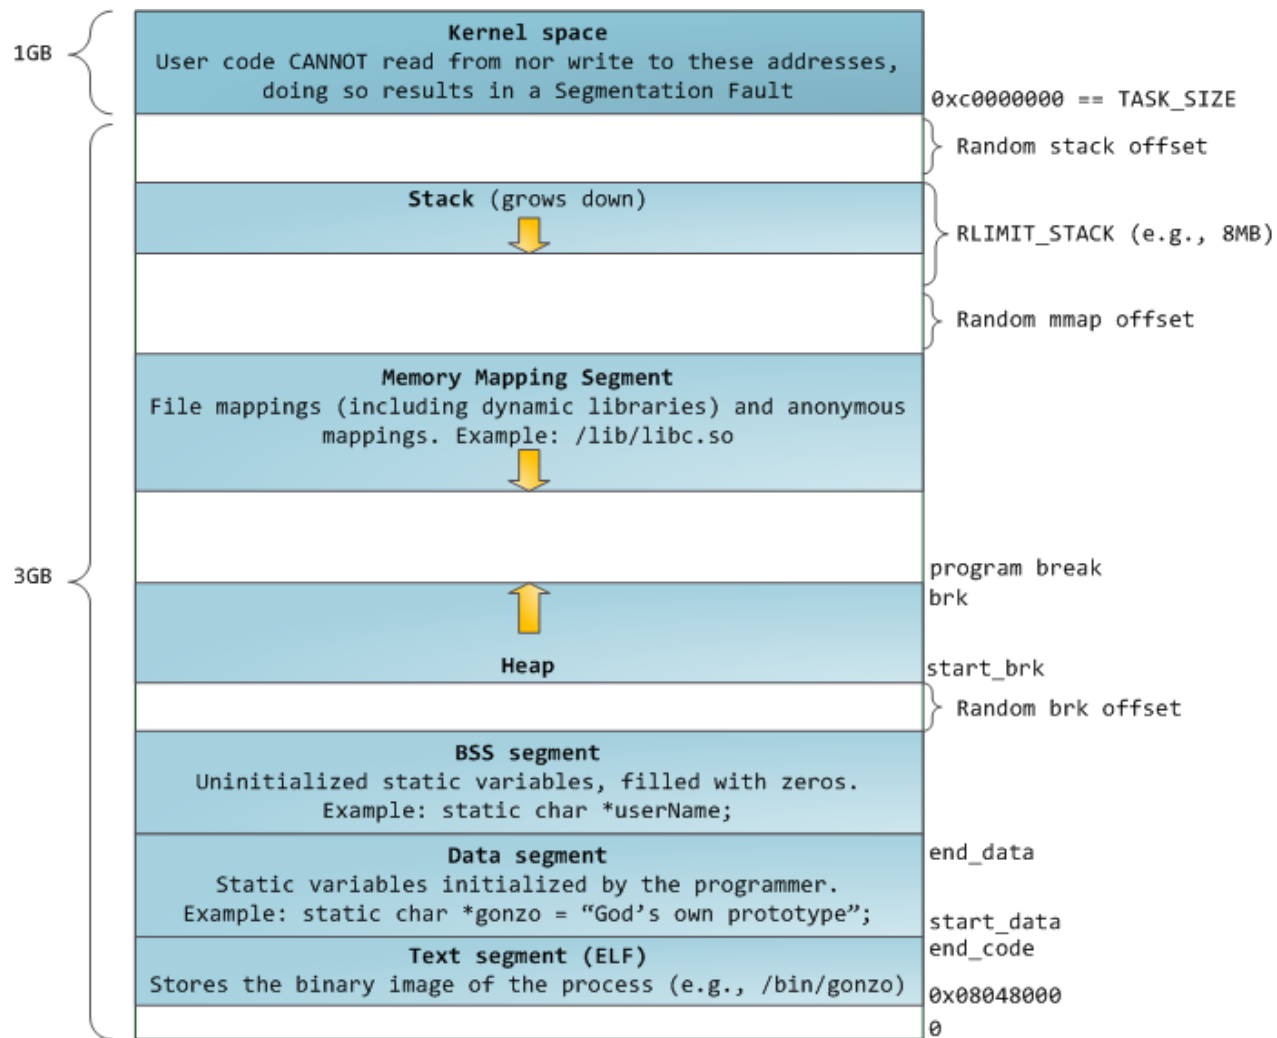 1GB
Kernel space
User code CANNOT read from nor write to these addresses,
doing so results in a Segmentation Fault
0xc0000000 == TASK_SIZE
Random stack offset
Stack (grows down)
RLIMIT_STACK (e.g., 8MB)
Random mmap offset
Memory Mapping Segment
File mappings (including dynamic libraries) and anonymous
mappings. Example: /lib/libc.so
3GB
program break
brk
Heap
start_brk
Random brk offset
BSS segment
Uninitialized static variables, filled with zeros.
Example: static char *userName;
Data segment
end_data
Static variables initialized by the programmer.
Example: static char *gonzo = “God’s own prototype”;
start_data
end_code
Text segment (ELF)
Stores the binary image of the process (e.g., /bin/gonzo)
0x08048000
0